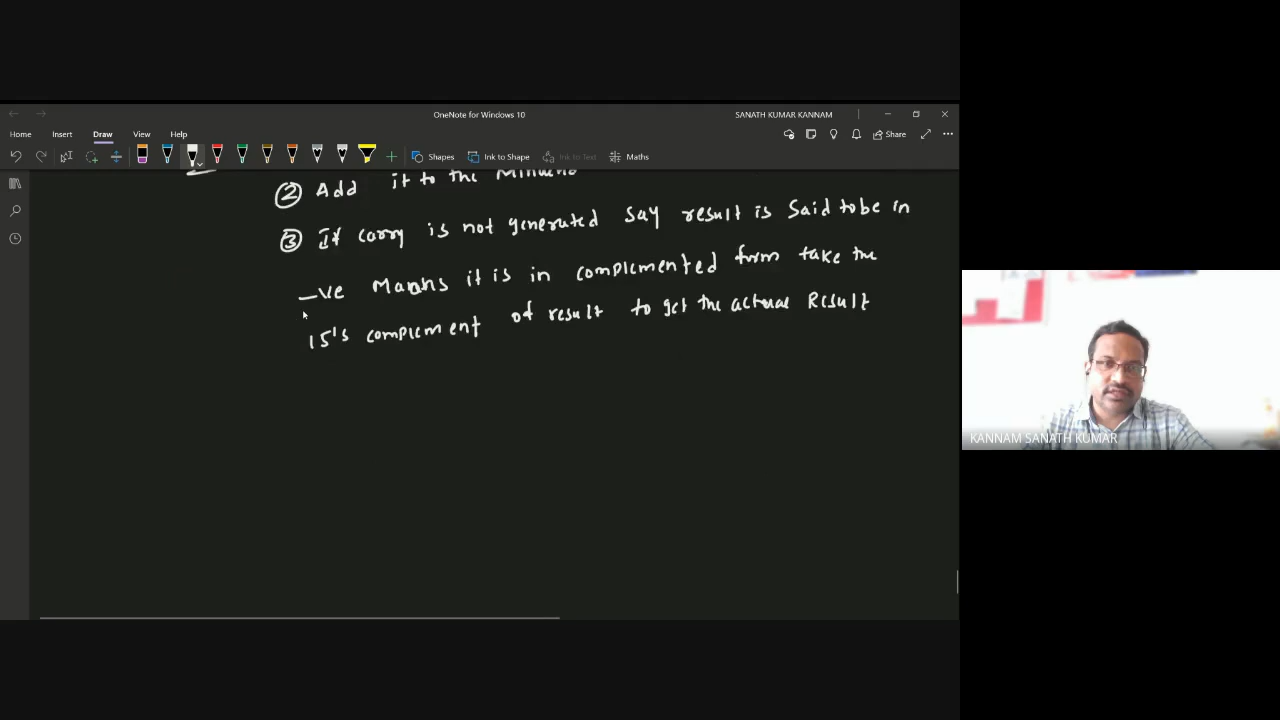 OneNote for Windows 10
SANATH KUMAR KANNAM
Home Insert Draw View Help
Share
Shapes Ink to Shape Ink to Text Maths
② Add it to the Minuend
③ If carry is not generated say result is said to be in
-ve it is in complemented form take the
15's complement of result to get the actual Result
KANNAM SANATH KUMAR